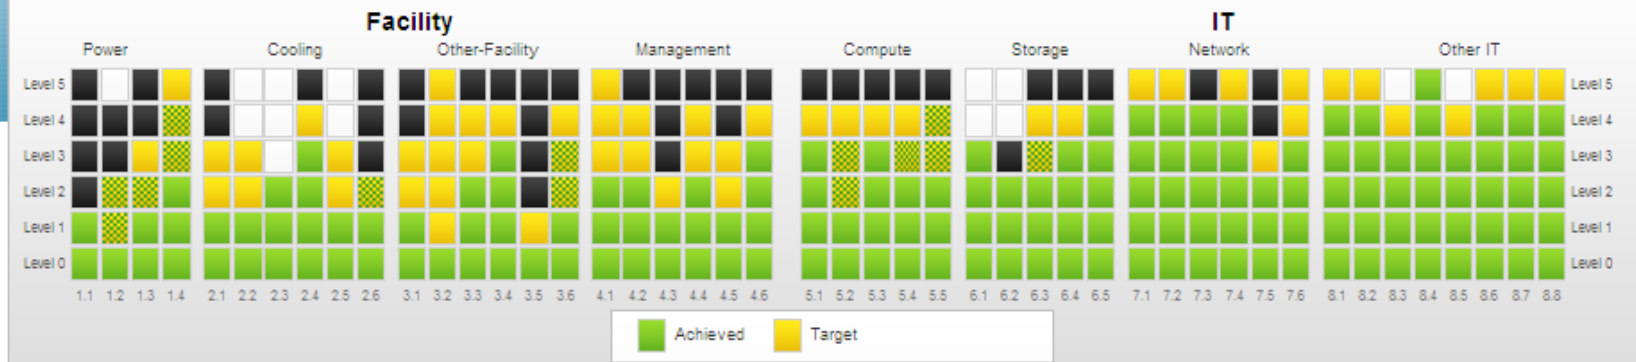 Facility IT
Power Cooling Other-Facility Management Compute Storage Network Other IT
Level 5 Level 5
Level 4 Level 4
Level 3 Level 3
Level 2 Level 2
Level 1 Level 1
Level 0 Level 0
1.1 1.2 1.3 1.4 2.1 2.2 2.3 2.4 2.5 2.6 3.1 3.2 3.3 3.4 3.5 3.6 4.1 4.2 4.3 4.4 4.5 4.6 5.1 5.2 5.3 5.4 5.5 6.1 6.2 6.3 6.4 6.5 7.1 7.2 7.3 7.4 7.5 7.6 8.1 8.2 8.3 8.4 8.5 8.6 8.7 8.8
Achieved Target